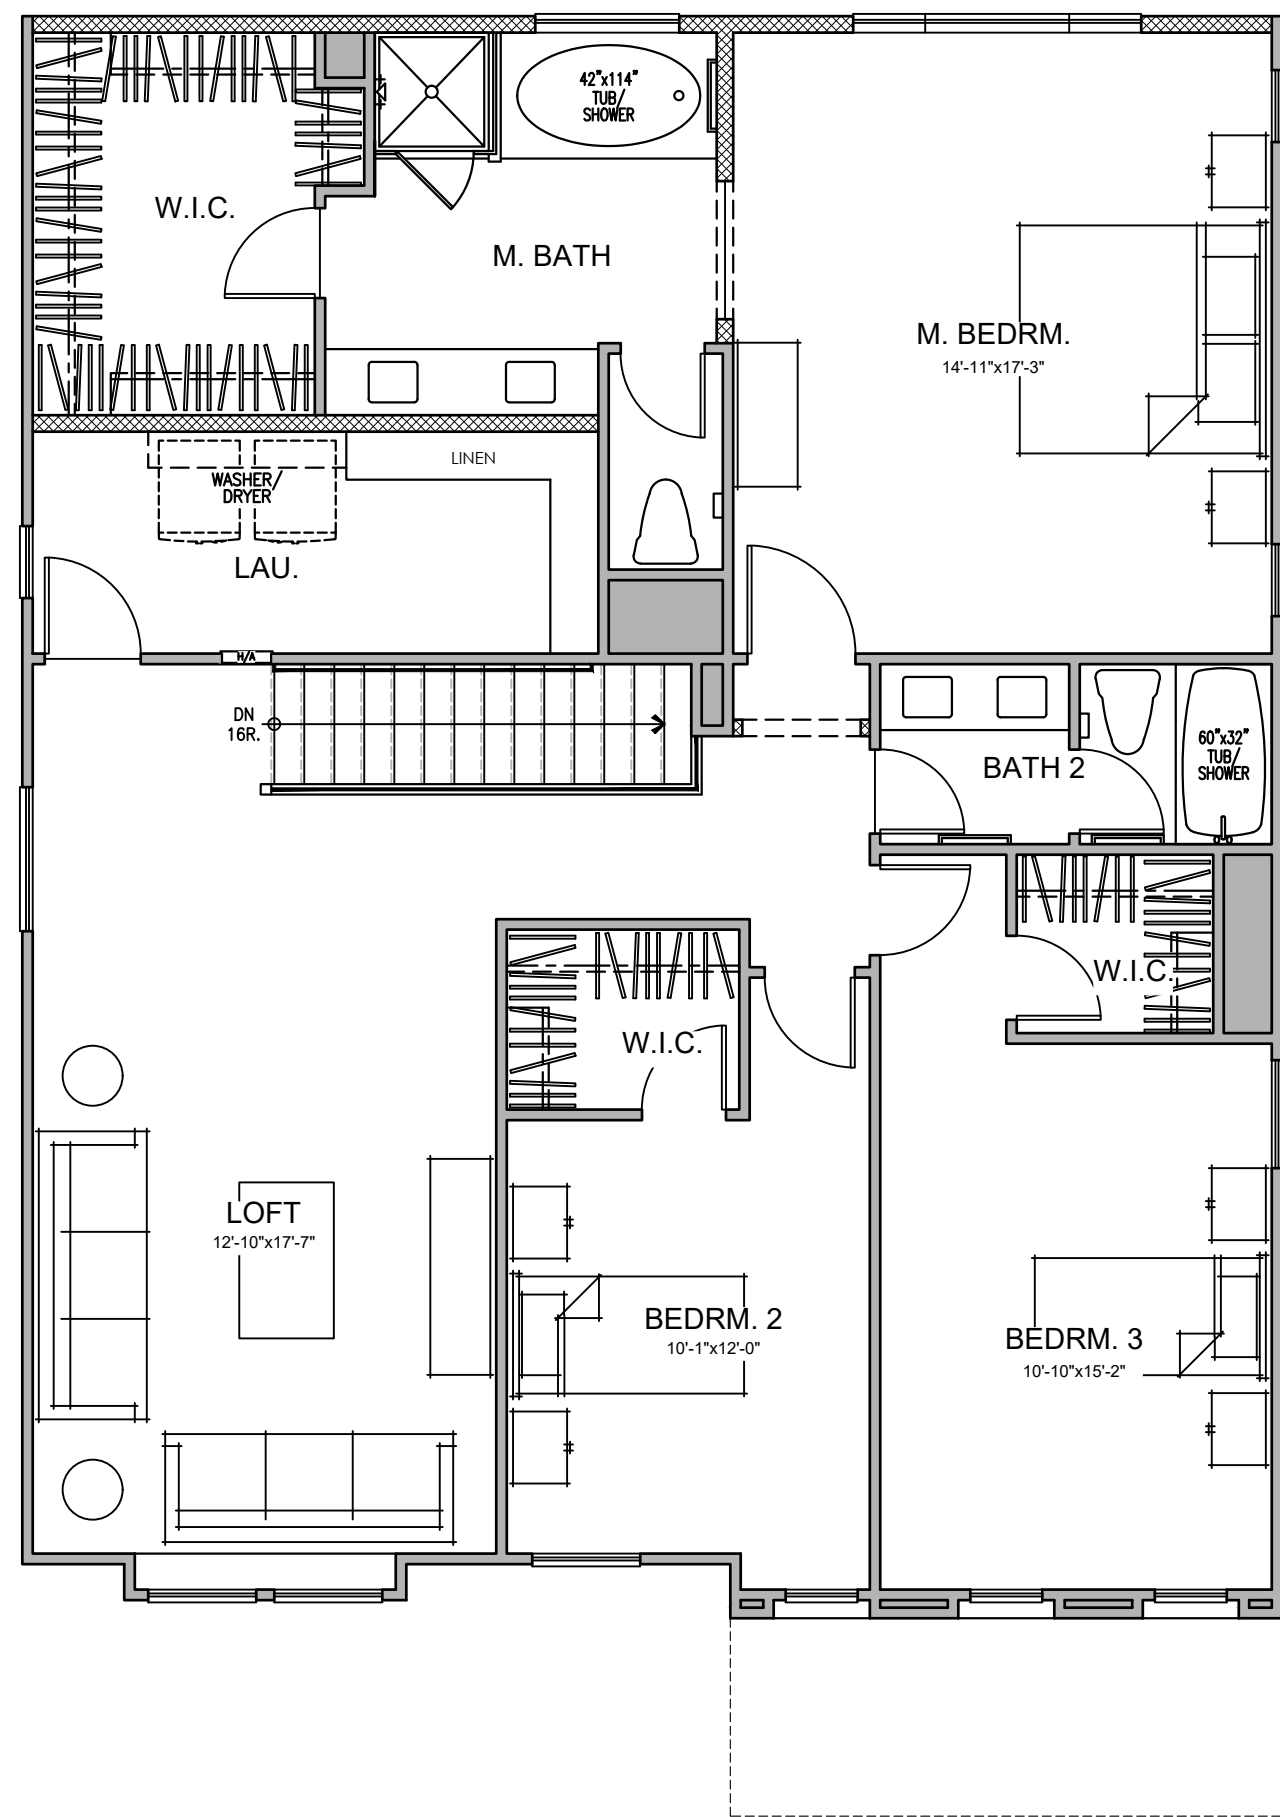 42"x114"
TUB/
SHOWER
W.I.C.
M. BATH
M. BEDRM.
14'-11"x17'-3"
LINEN
WASHER/
DRYER
LAU.
H/A
DN
16R.
BATH 2
60"x32"
TUB/
SHOWER
W.I.C.
W.I.C.
LOFT
12'-10"x17'-7"
BEDRM. 2
10'-1"x12'-0"
BEDRM. 3
10'-10"x15'-2"